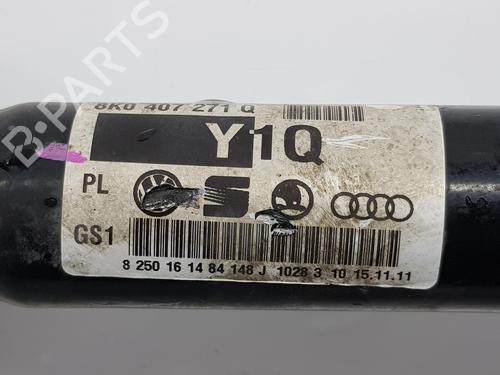 8K0 407 271 Q
Y1Q
PL
GS1
8 250 16 14 84 148 J 1028 3 10 15.11.11
B-PARTS